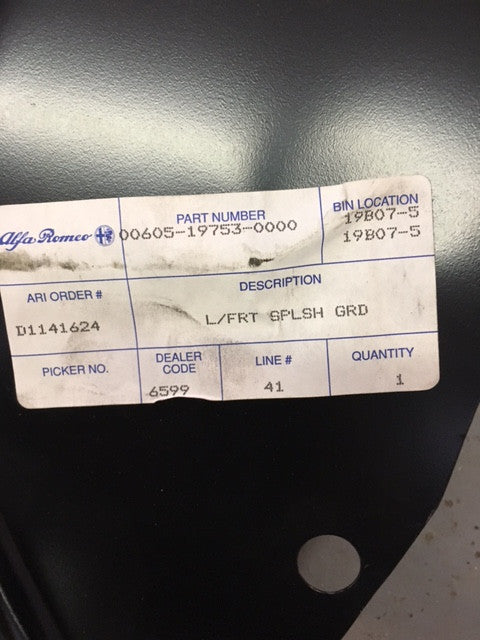 Alfa Romeo
PART NUMBER
00605-19753-0000
BIN LOCATION
19B07-5
19B07-5
ARI ORDER #
D1141624
DESCRIPTION
L/FRT SPLSH GRD
PICKER NO.
DEALER
CODE
6599
LINE #
41
QUANTITY
1